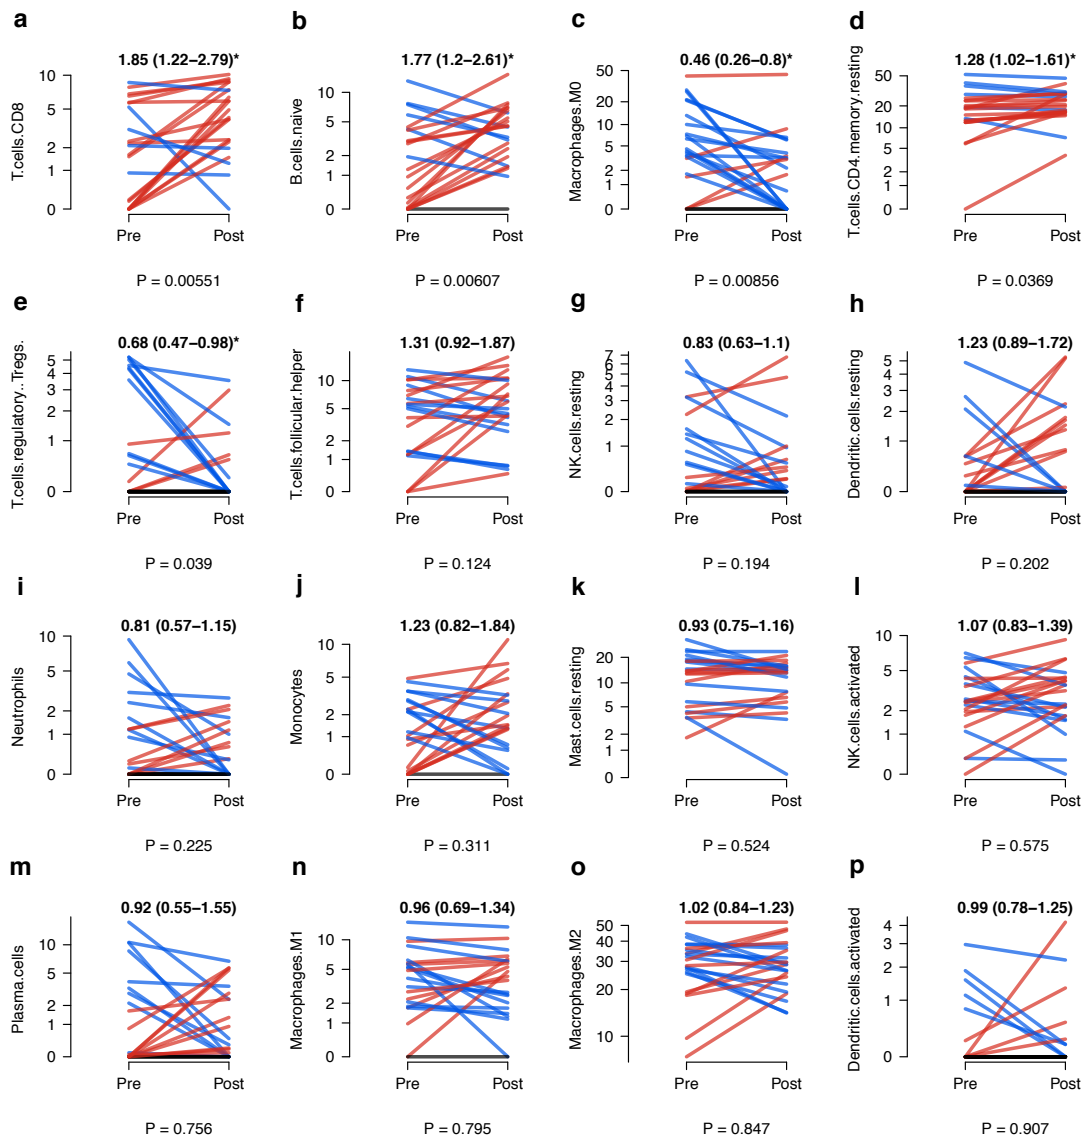 a
1.85 (1.22–2.79)*
T.cells.CD8
10
5
2
1
0
Pre Post
P = 0.00551
b
1.77 (1.2–2.61)*
B.cells.naive
10
5
2
1
0
Pre Post
P = 0.00607
c
0.46 (0.26–0.8)*
Macrophages.M0
50
20
10
5
2
1
0
Pre Post
P = 0.00856
d
1.28 (1.02–1.61)*
T.cells.CD4.memory.resting
50
20
10
5
2
1
0
Pre Post
P = 0.0369
e
0.68 (0.47–0.98)*
T.cells.regulatory..Tregs.
5
4
3
2
1
0
Pre Post
P = 0.039
f
1.31 (0.92–1.87)
T.cells.follicular.helper
10
5
2
1
0
Pre Post
P = 0.124
g
0.83 (0.63–1.1)
NK.cells.resting
7
6
5
4
3
2
1
0
Pre Post
P = 0.194
h
1.23 (0.89–1.72)
Dendritic.cells.resting
5
4
3
2
1
0
Pre Post
P = 0.202
i
0.81 (0.57–1.15)
Neutrophils
10
5
2
1
0
Pre Post
P = 0.225
j
1.23 (0.82–1.84)
Monocytes
10
5
2
1
0
Pre Post
P = 0.311
k
0.93 (0.75–1.16)
Mast.cells.resting
20
10
5
2
1
0
Pre Post
P = 0.524
l
1.07 (0.83–1.39)
NK.cells.activated
10
5
2
1
0
Pre Post
P = 0.575
m
0.92 (0.55–1.55)
Plasma.cells
10
5
2
1
0
Pre Post
P = 0.756
n
0.96 (0.69–1.34)
Macrophages.M1
10
5
2
1
0
Pre Post
P = 0.795
o
1.02 (0.84–1.23)
Macrophages.M2
50
40
30
20
10
Pre Post
P = 0.847
p
0.99 (0.78–1.25)
Dendritic.cells.activated
4
3
2
1
0
Pre Post
P = 0.907